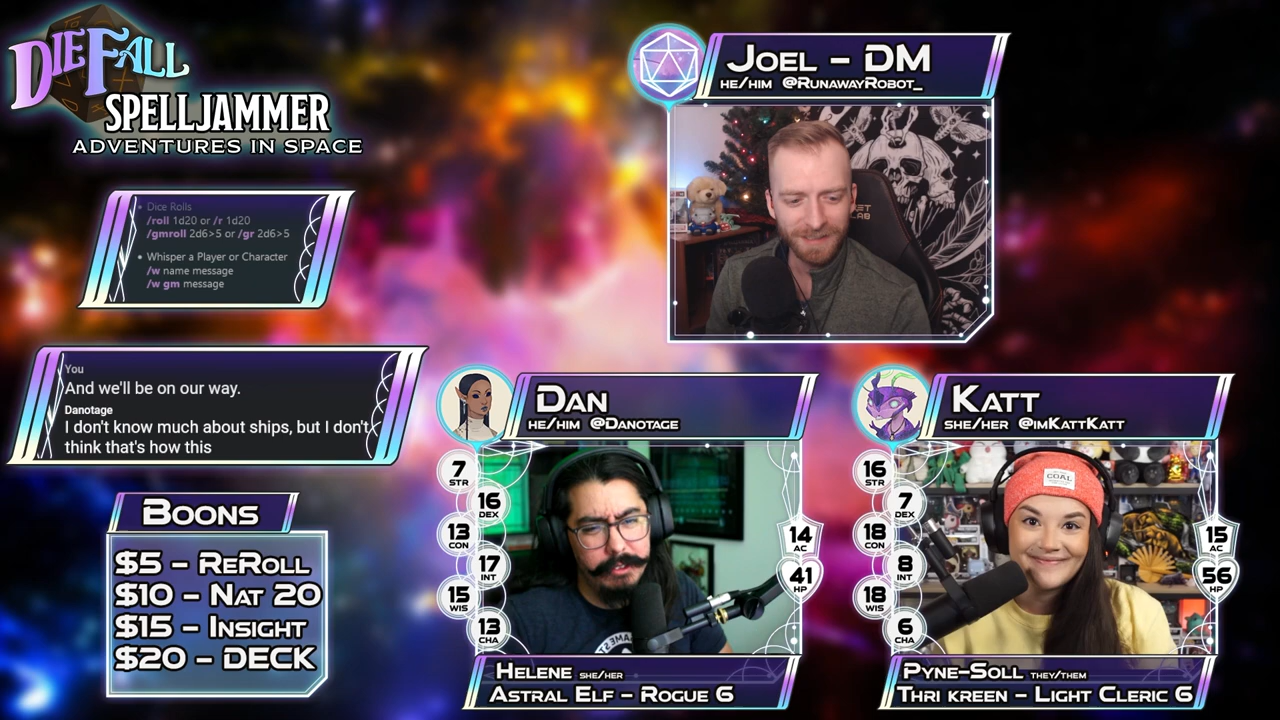 DIEFALL
SPELLJAMMER
ADVENTURES IN SPACE
JOEL – DM
HE/HIM @RUNAWAYROBOT_
• Dice Rolls
/roll 1d20 or /r 1d20
/gmroll 2d6>5 or /gr 2d6>5
• Whisper a Player or Character
/w name message
/w gm message
You
And we'll be on our way.
Danotage
I don't know much about ships, but I don't
think that's how this
BOONS
$5 – REROLL
$10 – NAT 20
$15 – INSIGHT
$20 – DECK
DAN
HE/HIM @DANOTAGE
7
STR
16
DEX
13
CON
17
INT
15
WIS
13
CHA
14
AC
41
HP
HELENE SHE/HER
ASTRAL ELF – ROGUE 6
KATT
SHE/HER @IMKATTKATT
16
STR
7
DEX
18
CON
8
INT
18
WIS
6
CHA
15
AC
56
HP
COAL
PYNE-SOLL THEY/THEM
THRI KREEN – LIGHT CLERIC 6